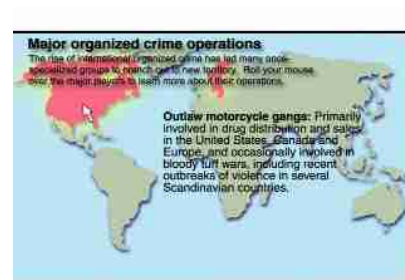 Major organized crime operations
The rise of international organized crime has led many once-
specialized groups to branch out to new territory. Roll your mouse
over the major players to learn more about their operations.
Outlaw motorcycle gangs: Primarily
involved in drug distribution and sales
in the United States, Canada and
Europe, and occasionally involved in
bloody turf wars, including recent
outbreaks of violence in several
Scandinavian countries.